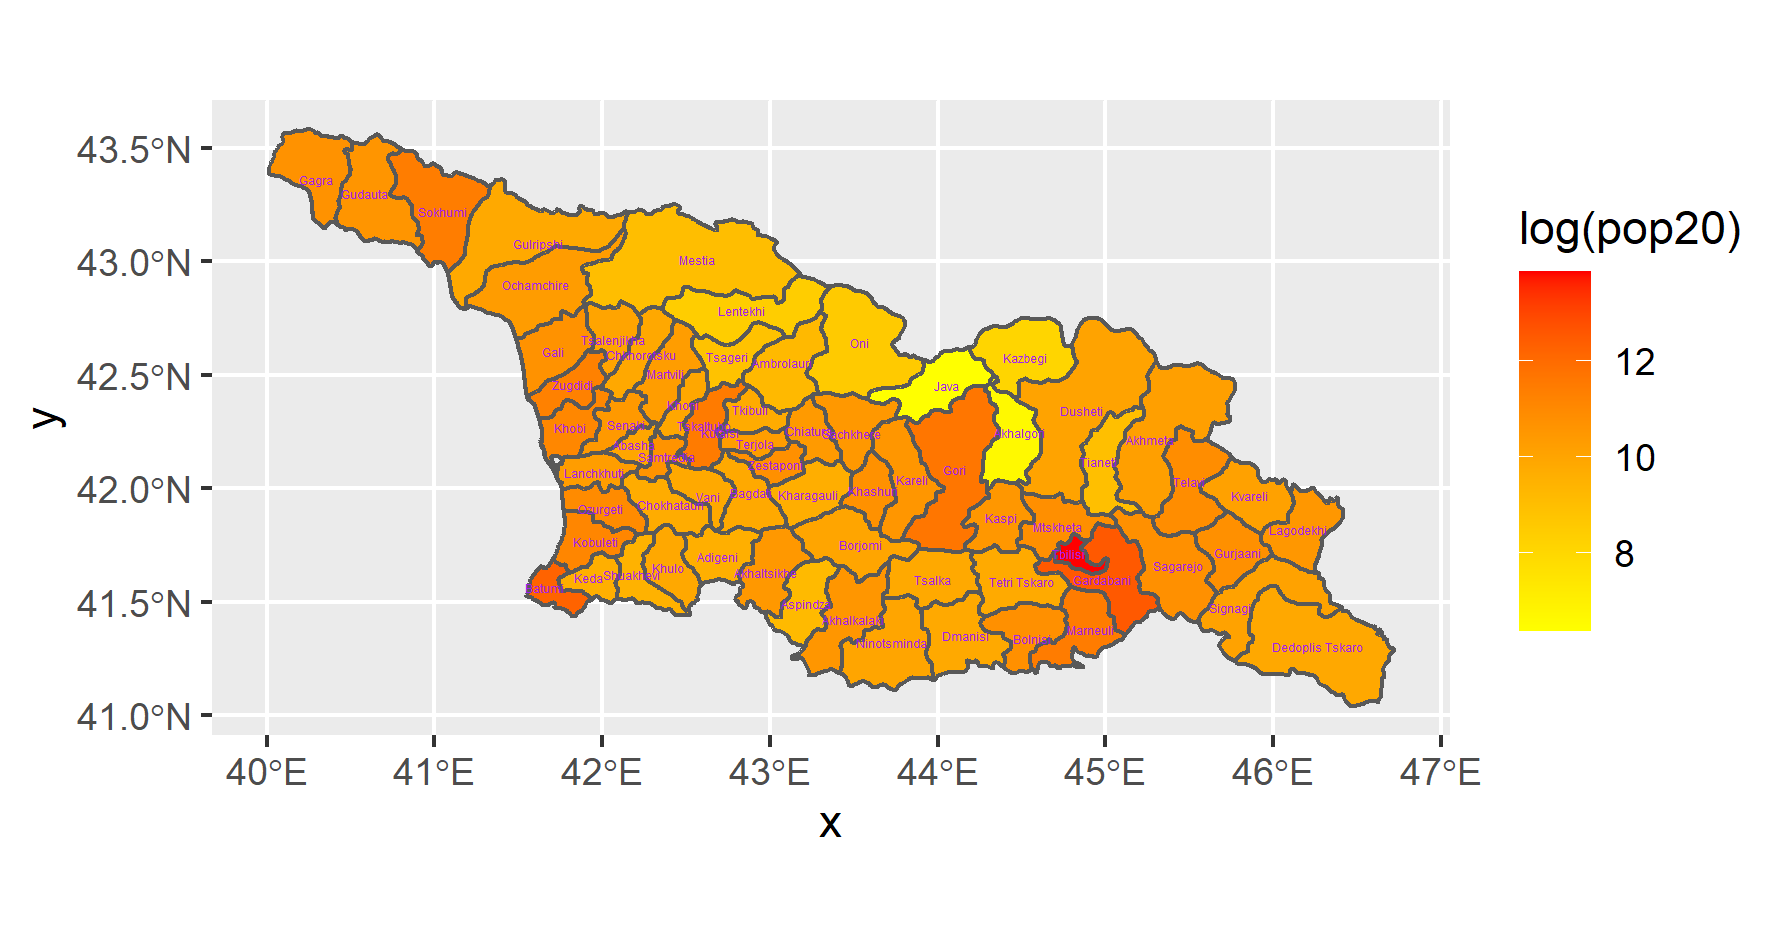 43.5°N
43.0°N
42.5°N
42.0°N
41.5°N
41.0°N
y
40°E 41°E 42°E 43°E 44°E 45°E 46°E 47°E
x
log(pop20)
12
10
8
Gagra
Gudauta
Sokhumi
Gulripshi
Mestia
Ochamchire
Lentekhi
Tsalenjikha
Oni
Gali
Chkhorotsku
Tsageri
Ambrolauri
Kazbegi
Zugdidi
Martvili
Java
Khoni
Tkibuli
Dusheti
Khobi
Senaki
Tskaltubo
Kutaisi
Chiatura
Sachkhere
Akhalgori
Abasha
Terjola
Akhmeta
Samtredia
Zestaponi
Tianeti
Lanchkhuti
Gori
Vani
Bagdati
Kharagauli
Khashuri
Kareli
Telavi
Kvareli
Ozurgeti
Chokhatauri
Kaspi
Mtskheta
Lagodekhi
Kobuleti
Adigeni
Borjomi
Tbilisi
Gurjaani
Keda
Shuakhevi
Khulo
Akhaltsikhe
Tsalka
Tetri Tskaro
Gardabani
Sagarejo
Batumi
Aspindza
Signagi
Akhalkalaki
Ninotsminda
Dmanisi
Bolnisi
Marneuli
Dedoplis Tskaro